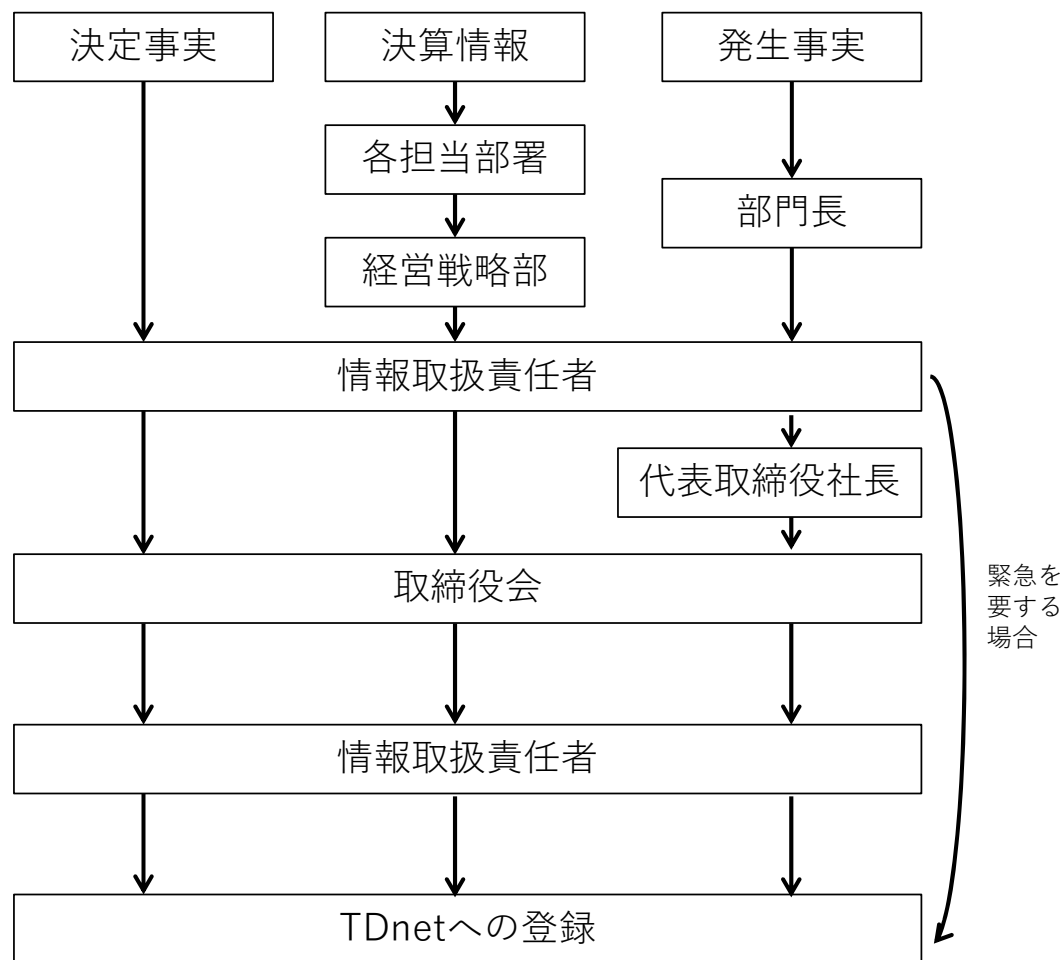 決定事実
決算情報
発生事実
各担当部署
部門長
経営戦略部
情報取扱責任者
代表取締役社長
取締役会
緊急を
要する
場合
情報取扱責任者
TDnetへの登録